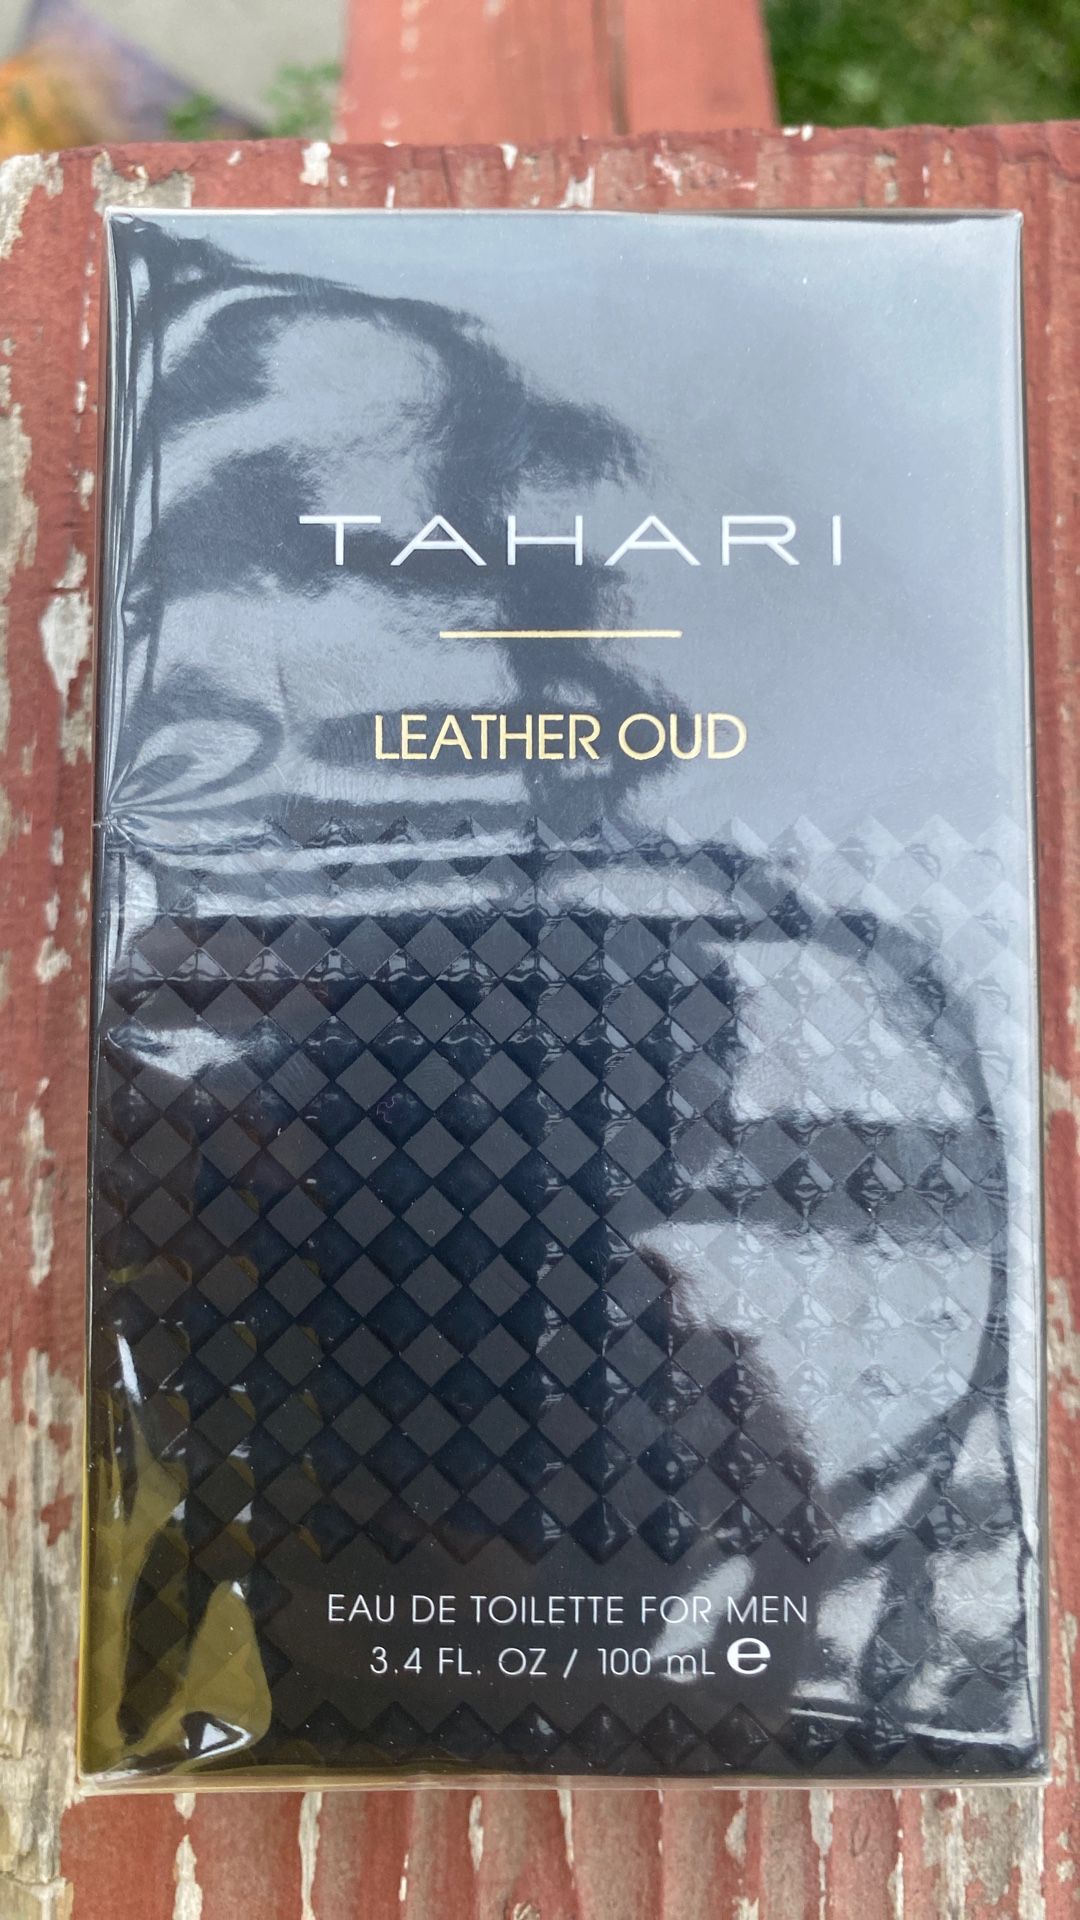 TAHARI
LEATHER OUD
EAU DE TOILETTE FOR MEN
3.4 FL. OZ / 100 mL ℮